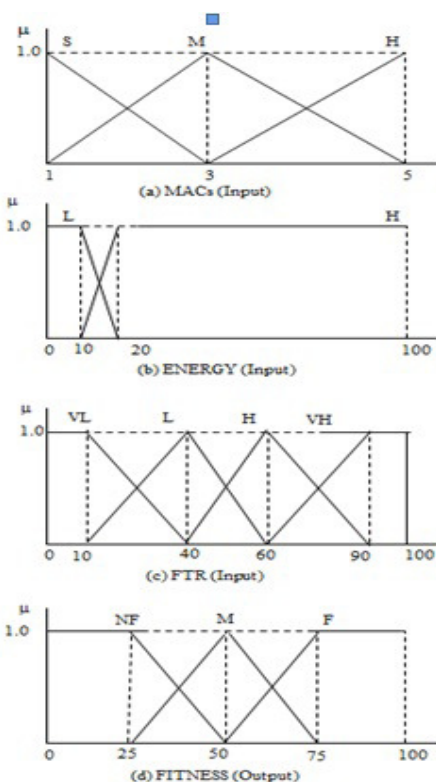 μ
1.0 S M H
1 3 5
(a) MACs (Input)
μ
1.0 L H
0 10 20 100
(b) ENERGY (Input)
μ
1.0 VL L H VH
0 10 40 60 90 100
(c) FTR (Input)
μ
1.0 NF M F
0 25 50 75 100
(d) FITNESS (Output)